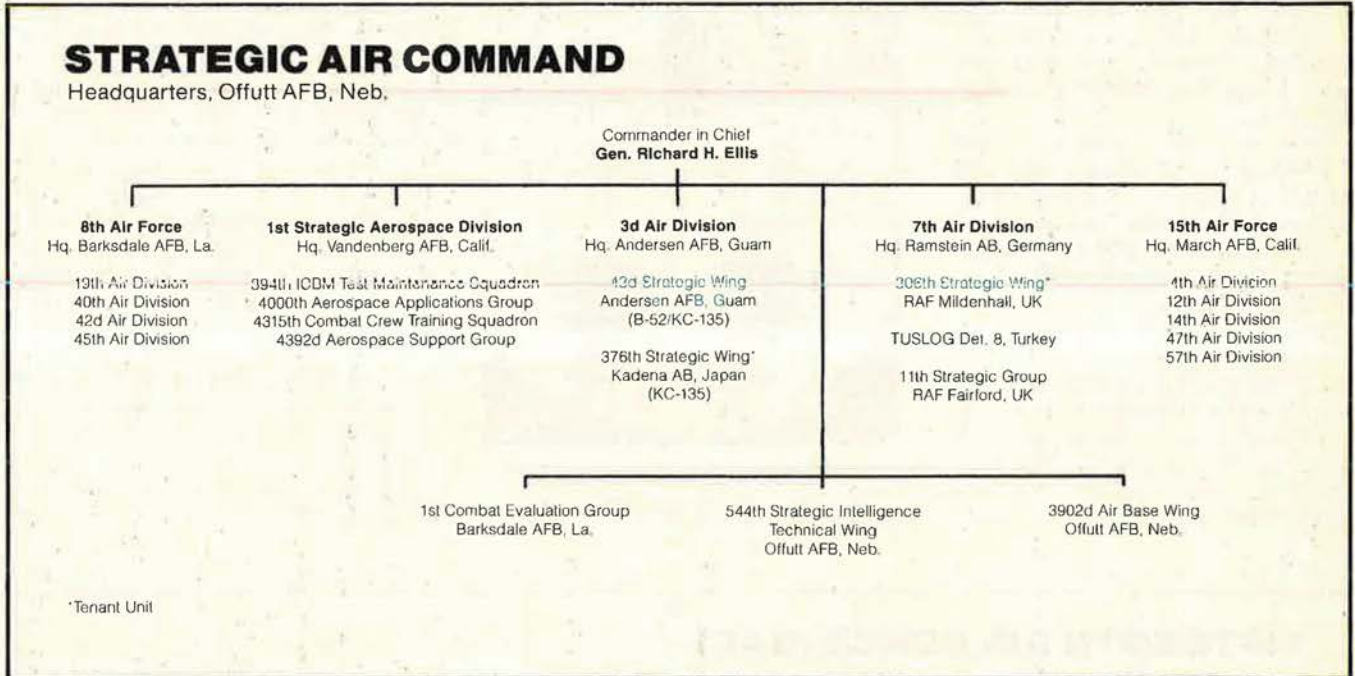 STRATEGIC AIR COMMAND
Headquarters, Offutt AFB, Neb.
Commander in Chief
Gen. Richard H. Ellis
8th Air Force
Hq. Barksdale AFB, La.
19th Air Division
40th Air Division
42d Air Division
45th Air Division
1st Strategic Aerospace Division
Hq. Vandenberg AFB, Calif.
394th ICBM Test Maintenance Squadron
4000th Aerospace Applications Group
4315th Combat Crew Training Squadron
4392d Aerospace Support Group
3d Air Division
Hq. Andersen AFB, Guam
43d Strategic Wing
Andersen AFB, Guam
(B-52/KC-135)
376th Strategic Wing*
Kadena AB, Japan
(KC-135)
7th Air Division
Hq. Ramstein AB, Germany
306th Strategic Wing*
RAF Mildenhall, UK
TUSLOG Det. 8, Turkey
11th Strategic Group
RAF Fairford, UK
15th Air Force
Hq. March AFB, Calif.
4th Air Division
12th Air Division
14th Air Division
47th Air Division
57th Air Division
1st Combat Evaluation Group
Barksdale AFB, La.
544th Strategic Intelligence
Technical Wing
Offutt AFB, Neb.
3902d Air Base Wing
Offutt AFB, Neb.
*Tenant Unit